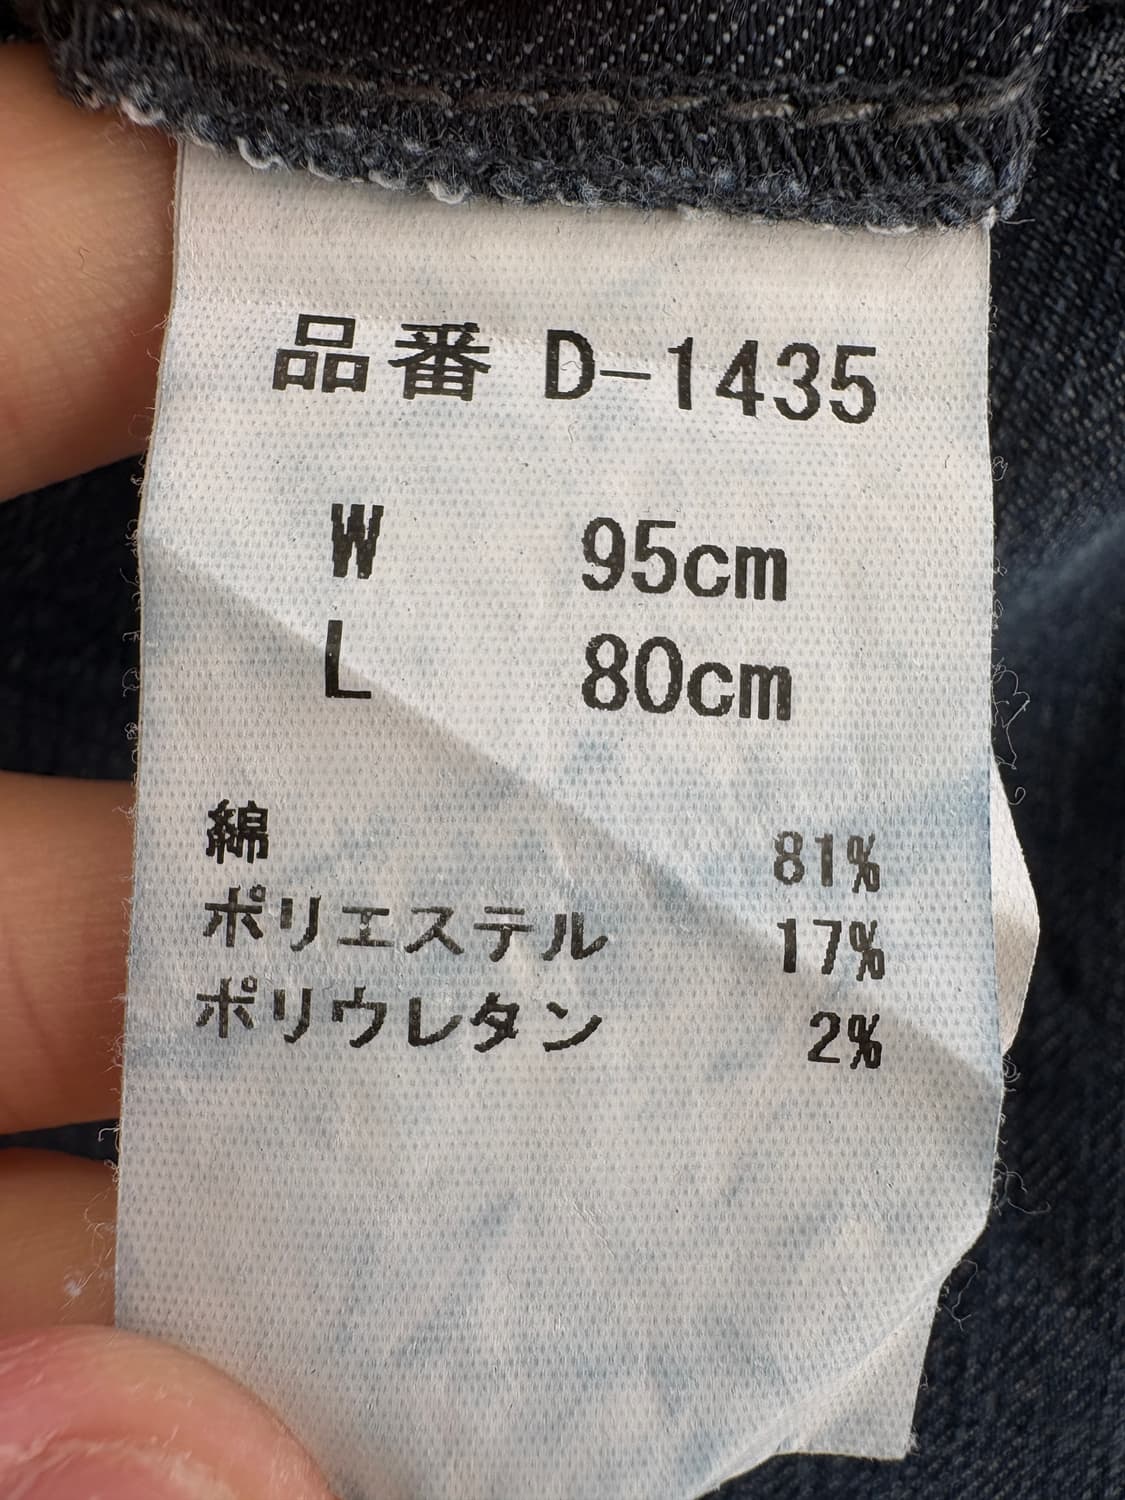 品番 D-1435
W 95cm
L 80cm
綿 81%
ポリエステル 17%
ポリウレタン 2%